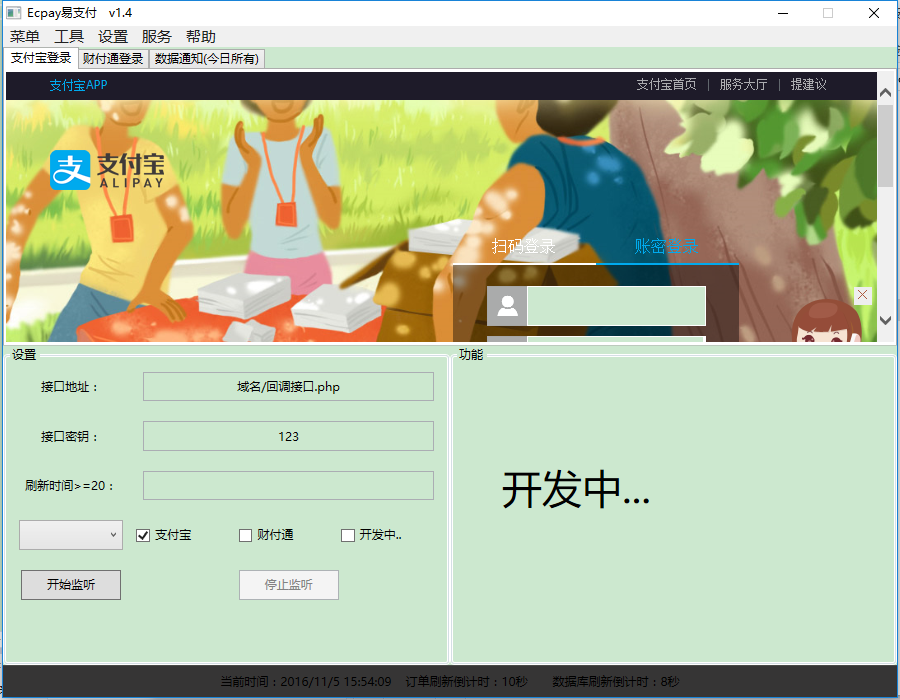 Ecpay易支付 v1.4
菜单 工具 设置 服务 帮助
支付宝登录 财付通登录 数据通知(今日所有)
支付宝APP 支付宝首页 | 服务大厅 | 提建议
支付宝
ALIPAY
扫码登录 账密登录
设置 功能
接口地址： 域名/回调接口.php
接口密钥： 123
刷新时间>=20：
开发中...
支付宝 财付通 开发中..
开始监听 停止监听
当前时间：2016/11/5 15:54:09 订单刷新倒计时：10秒 数据库刷新倒计时：8秒